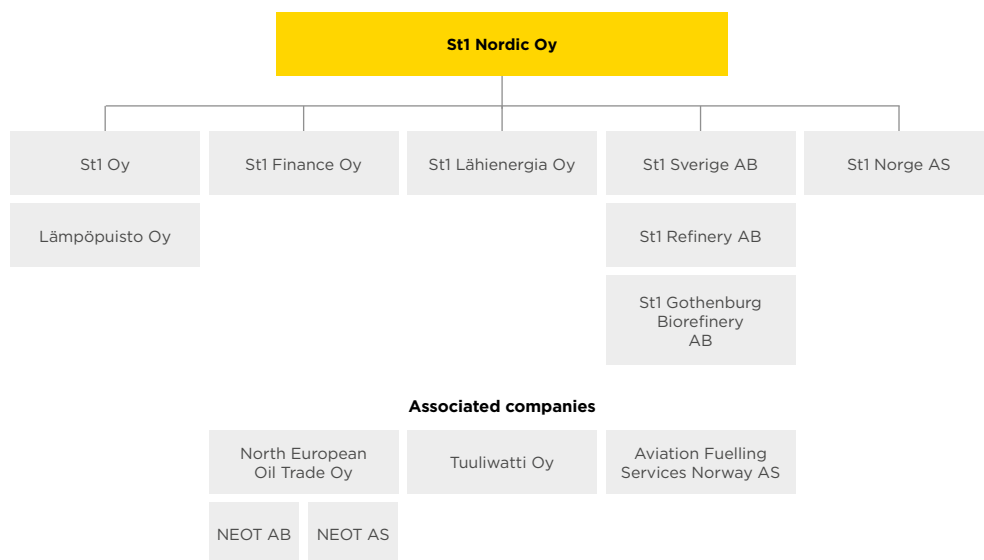 St1 Nordic Oy
St1 Oy
St1 Finance Oy
St1 Lähienergia Oy
St1 Sverige AB
St1 Norge AS
Lämpöpuisto Oy
St1 Refinery AB
St1 Gothenburg
Biorefinery
AB
Associated companies
North European
Oil Trade Oy
Tuuliwatti Oy
Aviation Fuelling
Services Norway AS
NEOT AB
NEOT AS